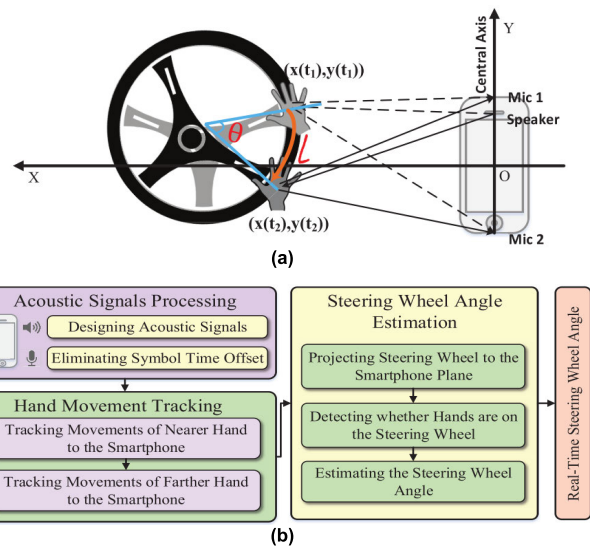 (x(t₁),y(t₁))
Central Axis
Y
Mic 1
Speaker
θ
L
X
O
(x(t₂),y(t₂))
Mic 2
(a)
Acoustic Signals Processing
Designing Acoustic Signals
Eliminating Symbol Time Offset
Hand Movement Tracking
Tracking Movements of Nearer Hand
to the Smartphone
Tracking Movements of Farther Hand
to the Smartphone
Steering Wheel Angle
Estimation
Projecting Steering Wheel to the
Smartphone Plane
Detecting whether Hands are on
the Steering Wheel
Estimating the Steering Wheel
Angle
Real-Time Steering Wheel Angle
(b)